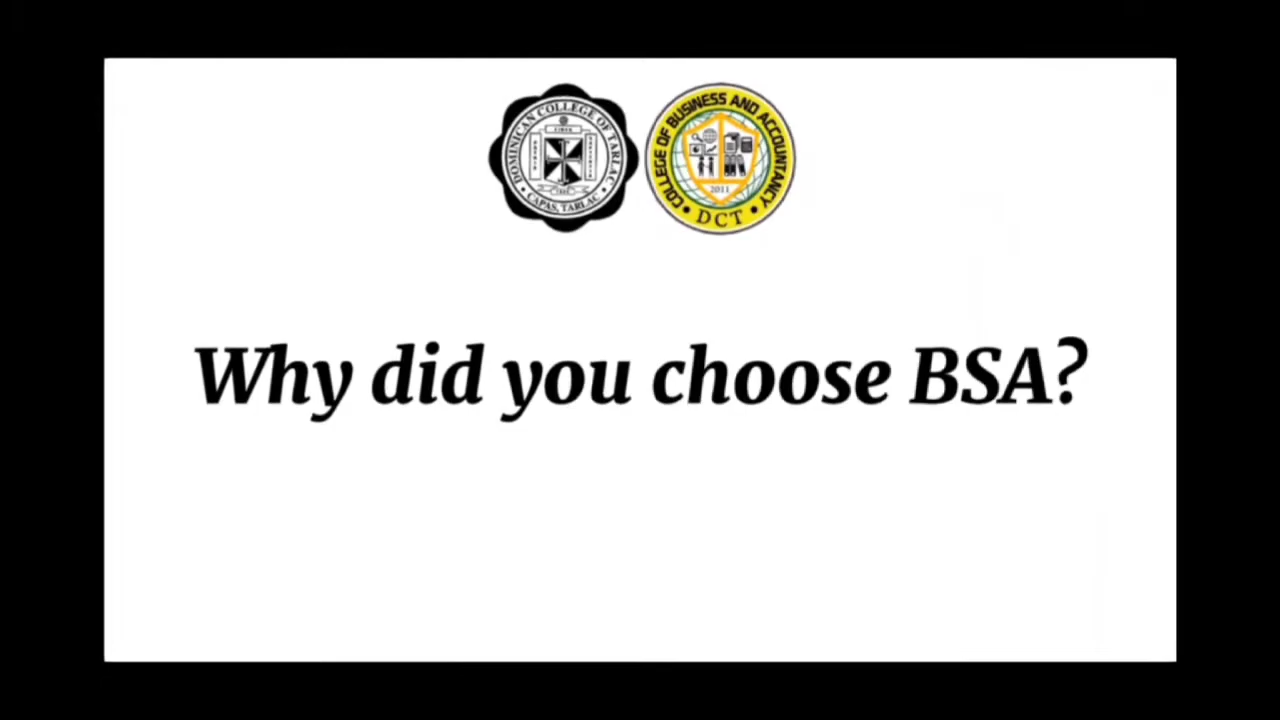 DOMINICAN COLLEGE OF TARLAC
CAPAS, TARLAC
COLLEGE OF BUSINESS AND ACCOUNTANCY
2011
DCT
Why did you choose BSA?